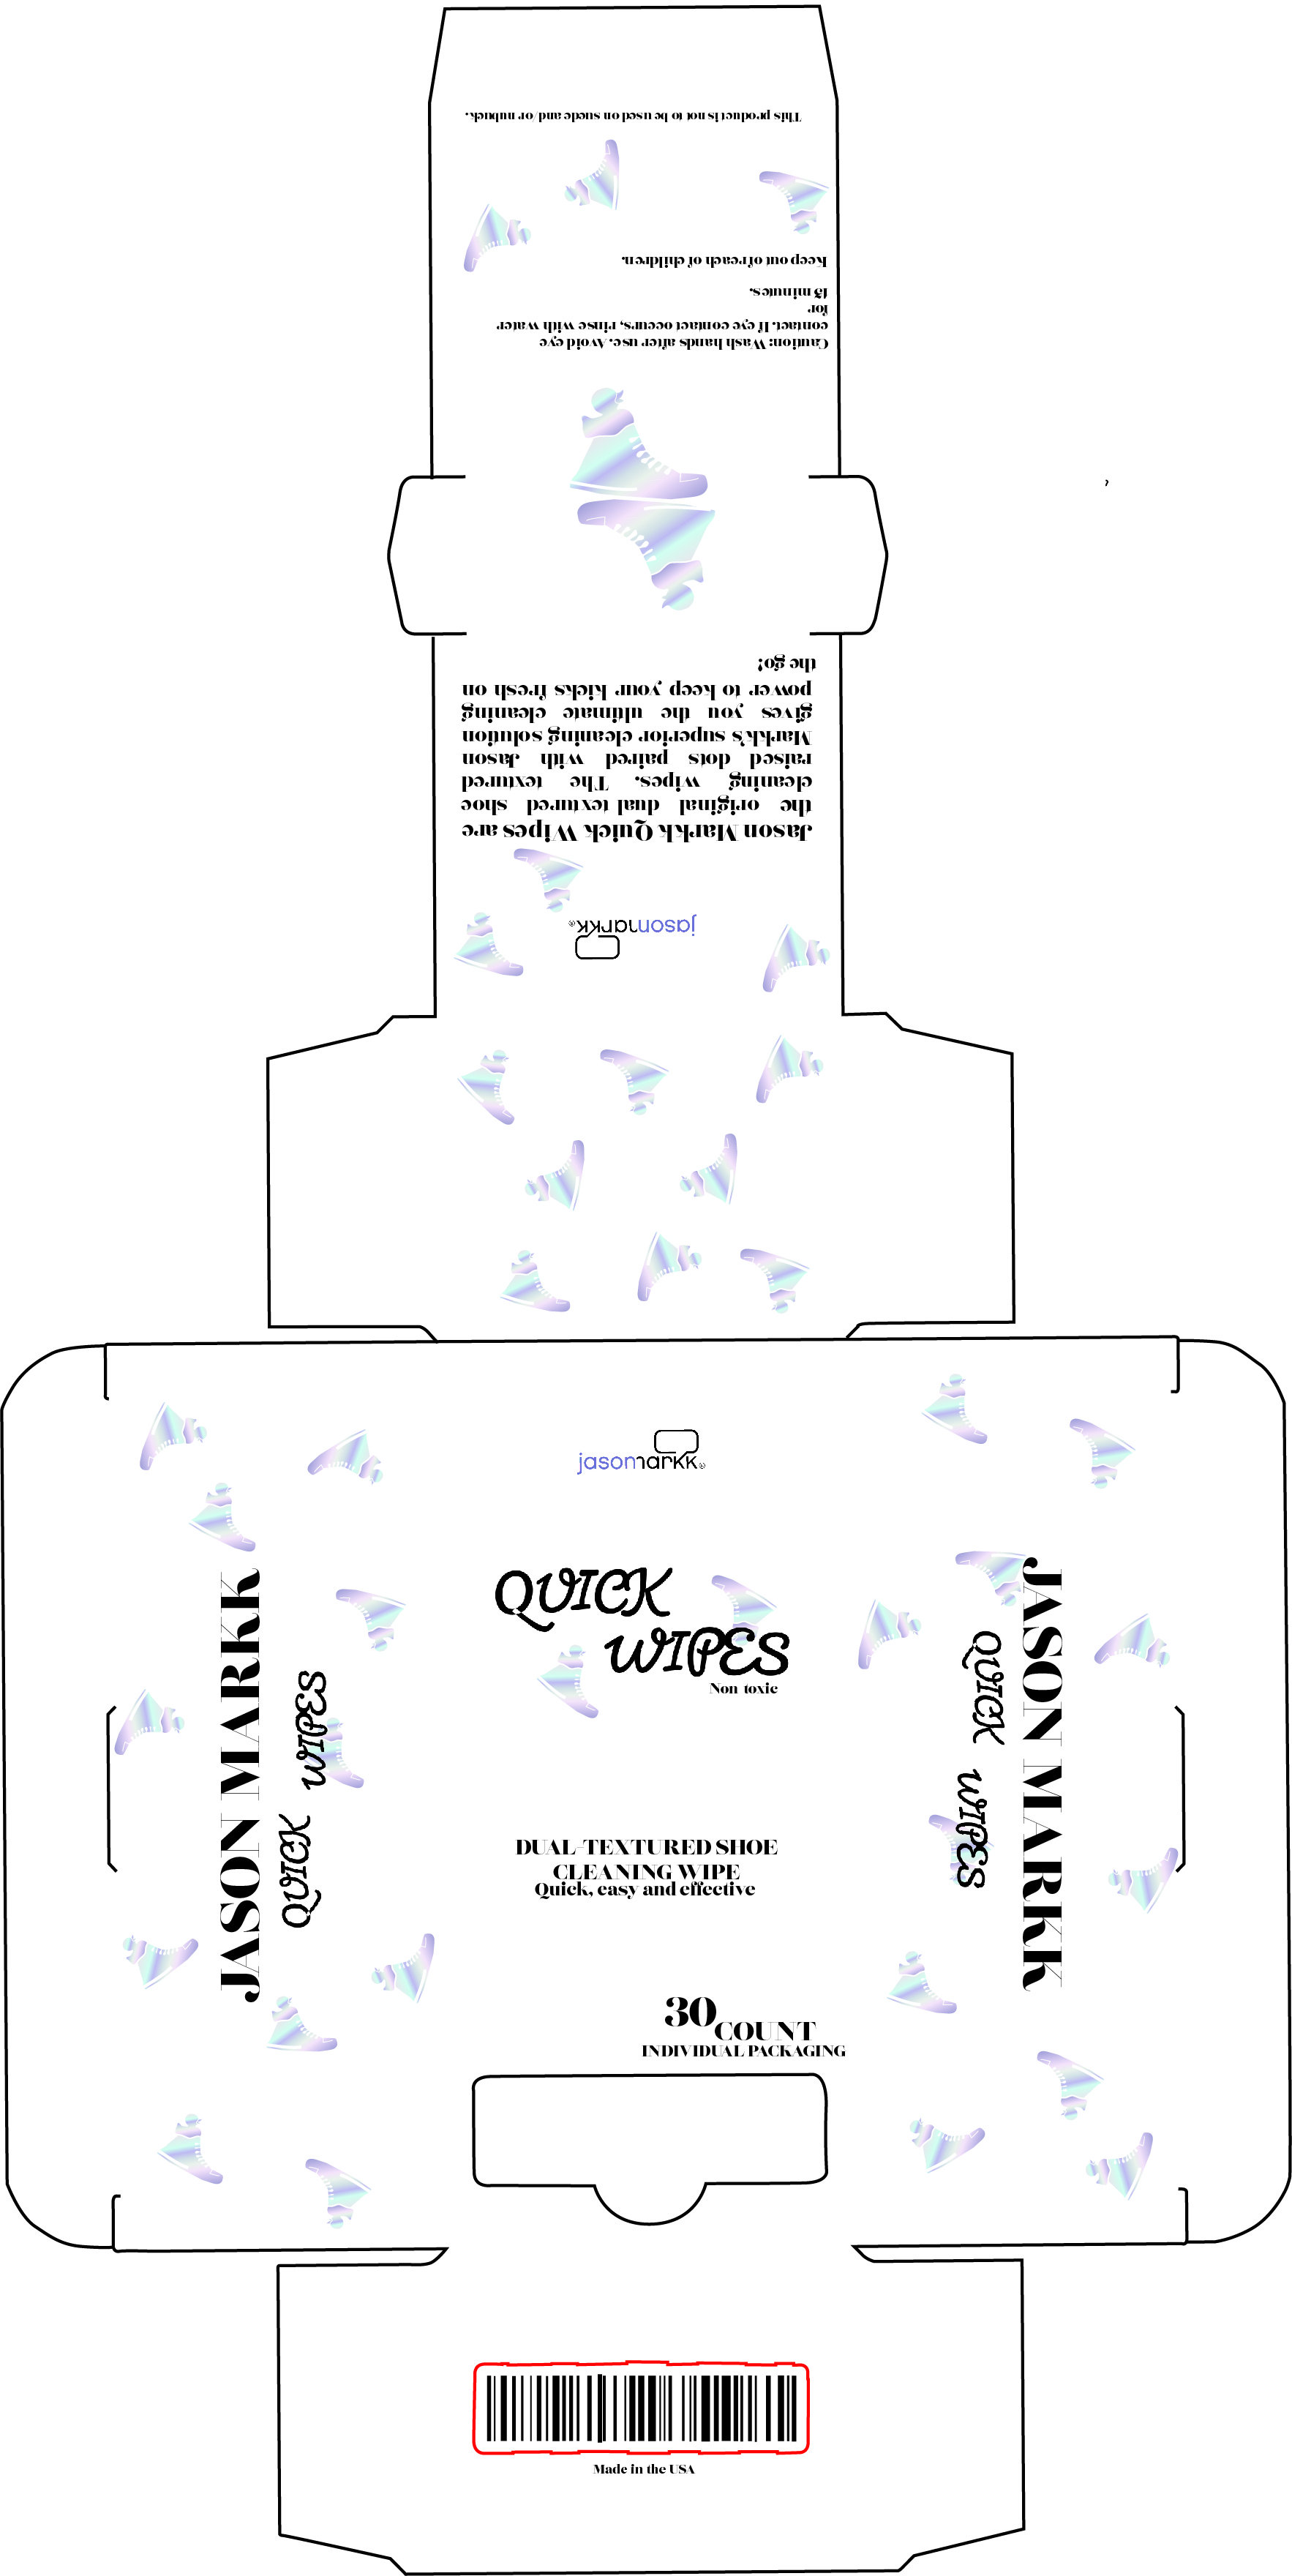 jasonmarkk®
Jason Markk Quick Wipes are
the original dual textured shoe
cleaning wipes. The textured
raised dots paired with Jason
Markk's superior cleaning solution
gives you the ultimate cleaning
power to keep your kicks fresh on
the go!
Caution: Wash hands after use. Avoid eye
contact. If eye contact occurs, rinse with water
for
15 minutes.
Keep out of reach of children.
This product is not to be used on suede and/or nubuck.
,
jasonmarkk®
JASON MARKK
QUICK WIPES
QUICK
WIPES
Non toxic
DUAL-TEXTURED SHOE
CLEANING WIPE
Quick, easy and effective
30 COUNT
INDIVIDUAL PACKAGING
JASON MARKK
QUICK WIPES
Made in the USA